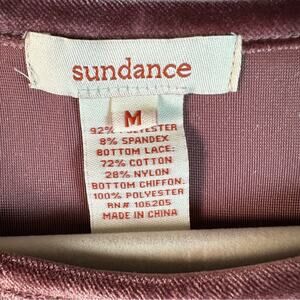 sundance
M
92% POLYESTER
8% SPANDEX
BOTTOM LACE:
72% COTTON
28% NYLON
BOTTOM CHIFFON:
100% POLYESTER
RN# 106205
MADE IN CHINA